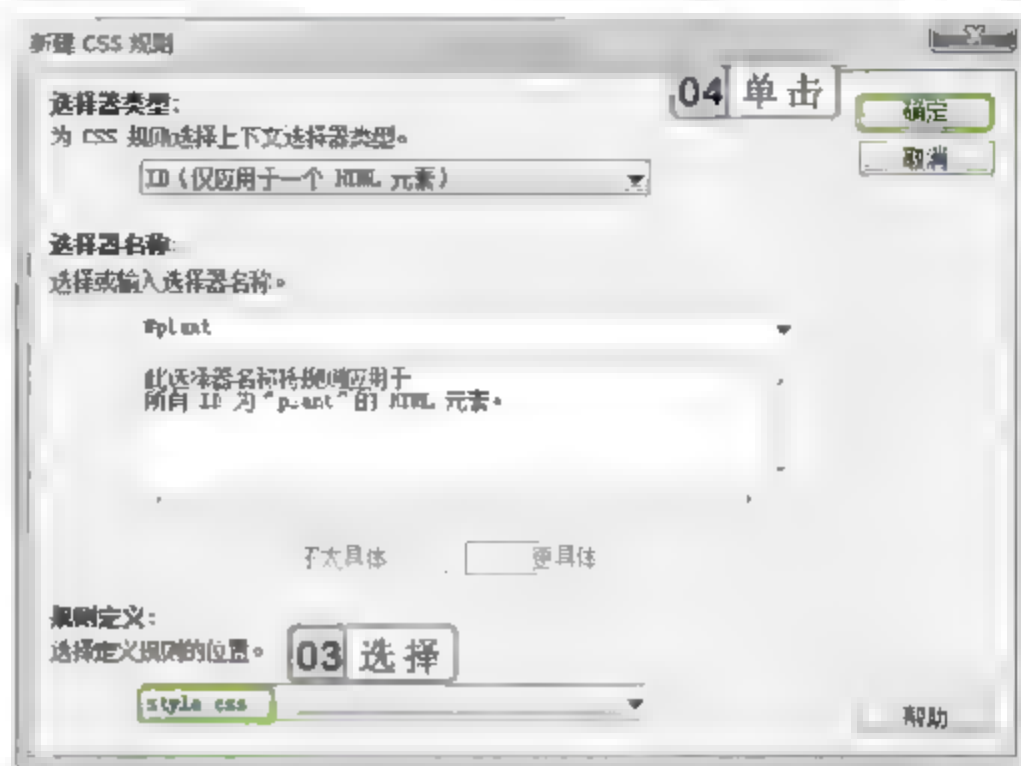 新建 CSS 规则
选择器类型：
04 单击
确定
为 CSS 规则选择上下文选择器类型。
取消
ID（仅应用于一个 HTML 元素）
选择器名称：
选择或输入选择器名称。
#plant
此选择器名称将规则应用于
所有 ID 为“plant”的 HTML 元素。
不太具体
更具体
规则定义：
选择定义规则的位置。
03 选择
style css
帮助